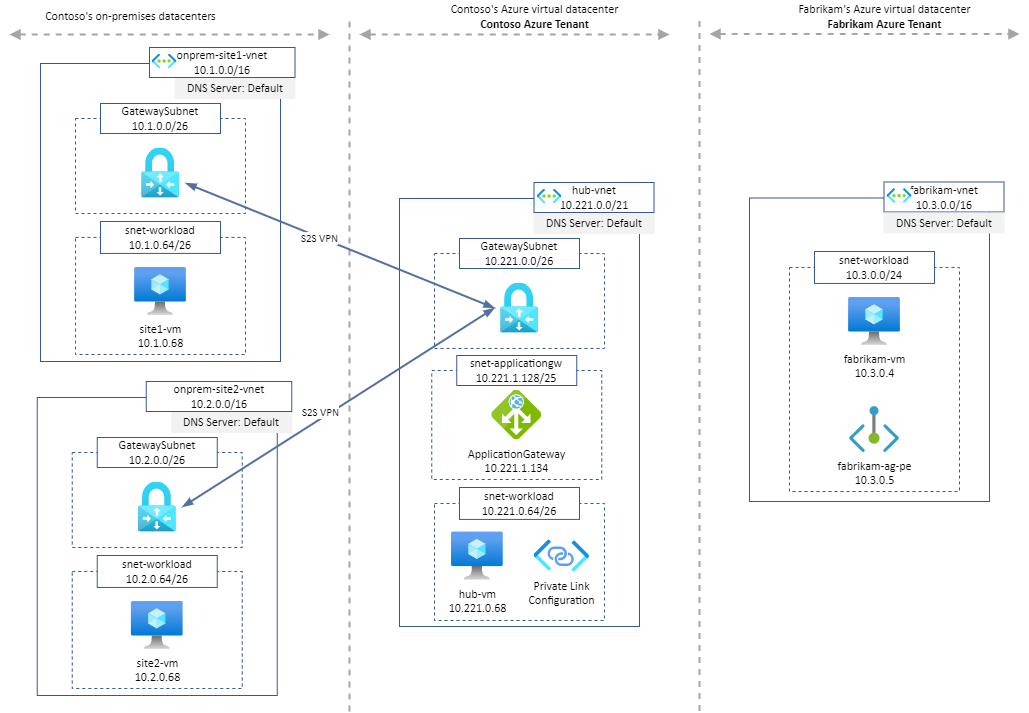 Contoso's on-premises datacenters
onprem-site1-vnet
10.1.0.0/16
DNS Server: Default
GatewaySubnet
10.1.0.0/26
S2S VPN
snet-workload
10.1.0.64/26
site1-vm
10.1.0.68
onprem-site2-vnet
10.2.0.0/16
DNS Server: Default
GatewaySubnet
10.2.0.0/26
S2S VPN
snet-workload
10.2.0.64/26
site2-vm
10.2.0.68
Contoso's Azure virtual datacenter
Contoso Azure Tenant
hub-vnet
10.221.0.0/21
DNS Server: Default
GatewaySubnet
10.221.0.0/26
snet-applicationgw
10.221.1.128/25
ApplicationGateway
10.221.1.134
snet-workload
10.221.0.64/26
hub-vm
10.221.0.68
Private Link
Configuration
Fabrikam's Azure virtual datacenter
Fabrikam Azure Tenant
fabrikam-vnet
10.3.0.0/16
DNS Server: Default
snet-workload
10.3.0.0/24
fabrikam-vm
10.3.0.4
fabrikam-ag-pe
10.3.0.5